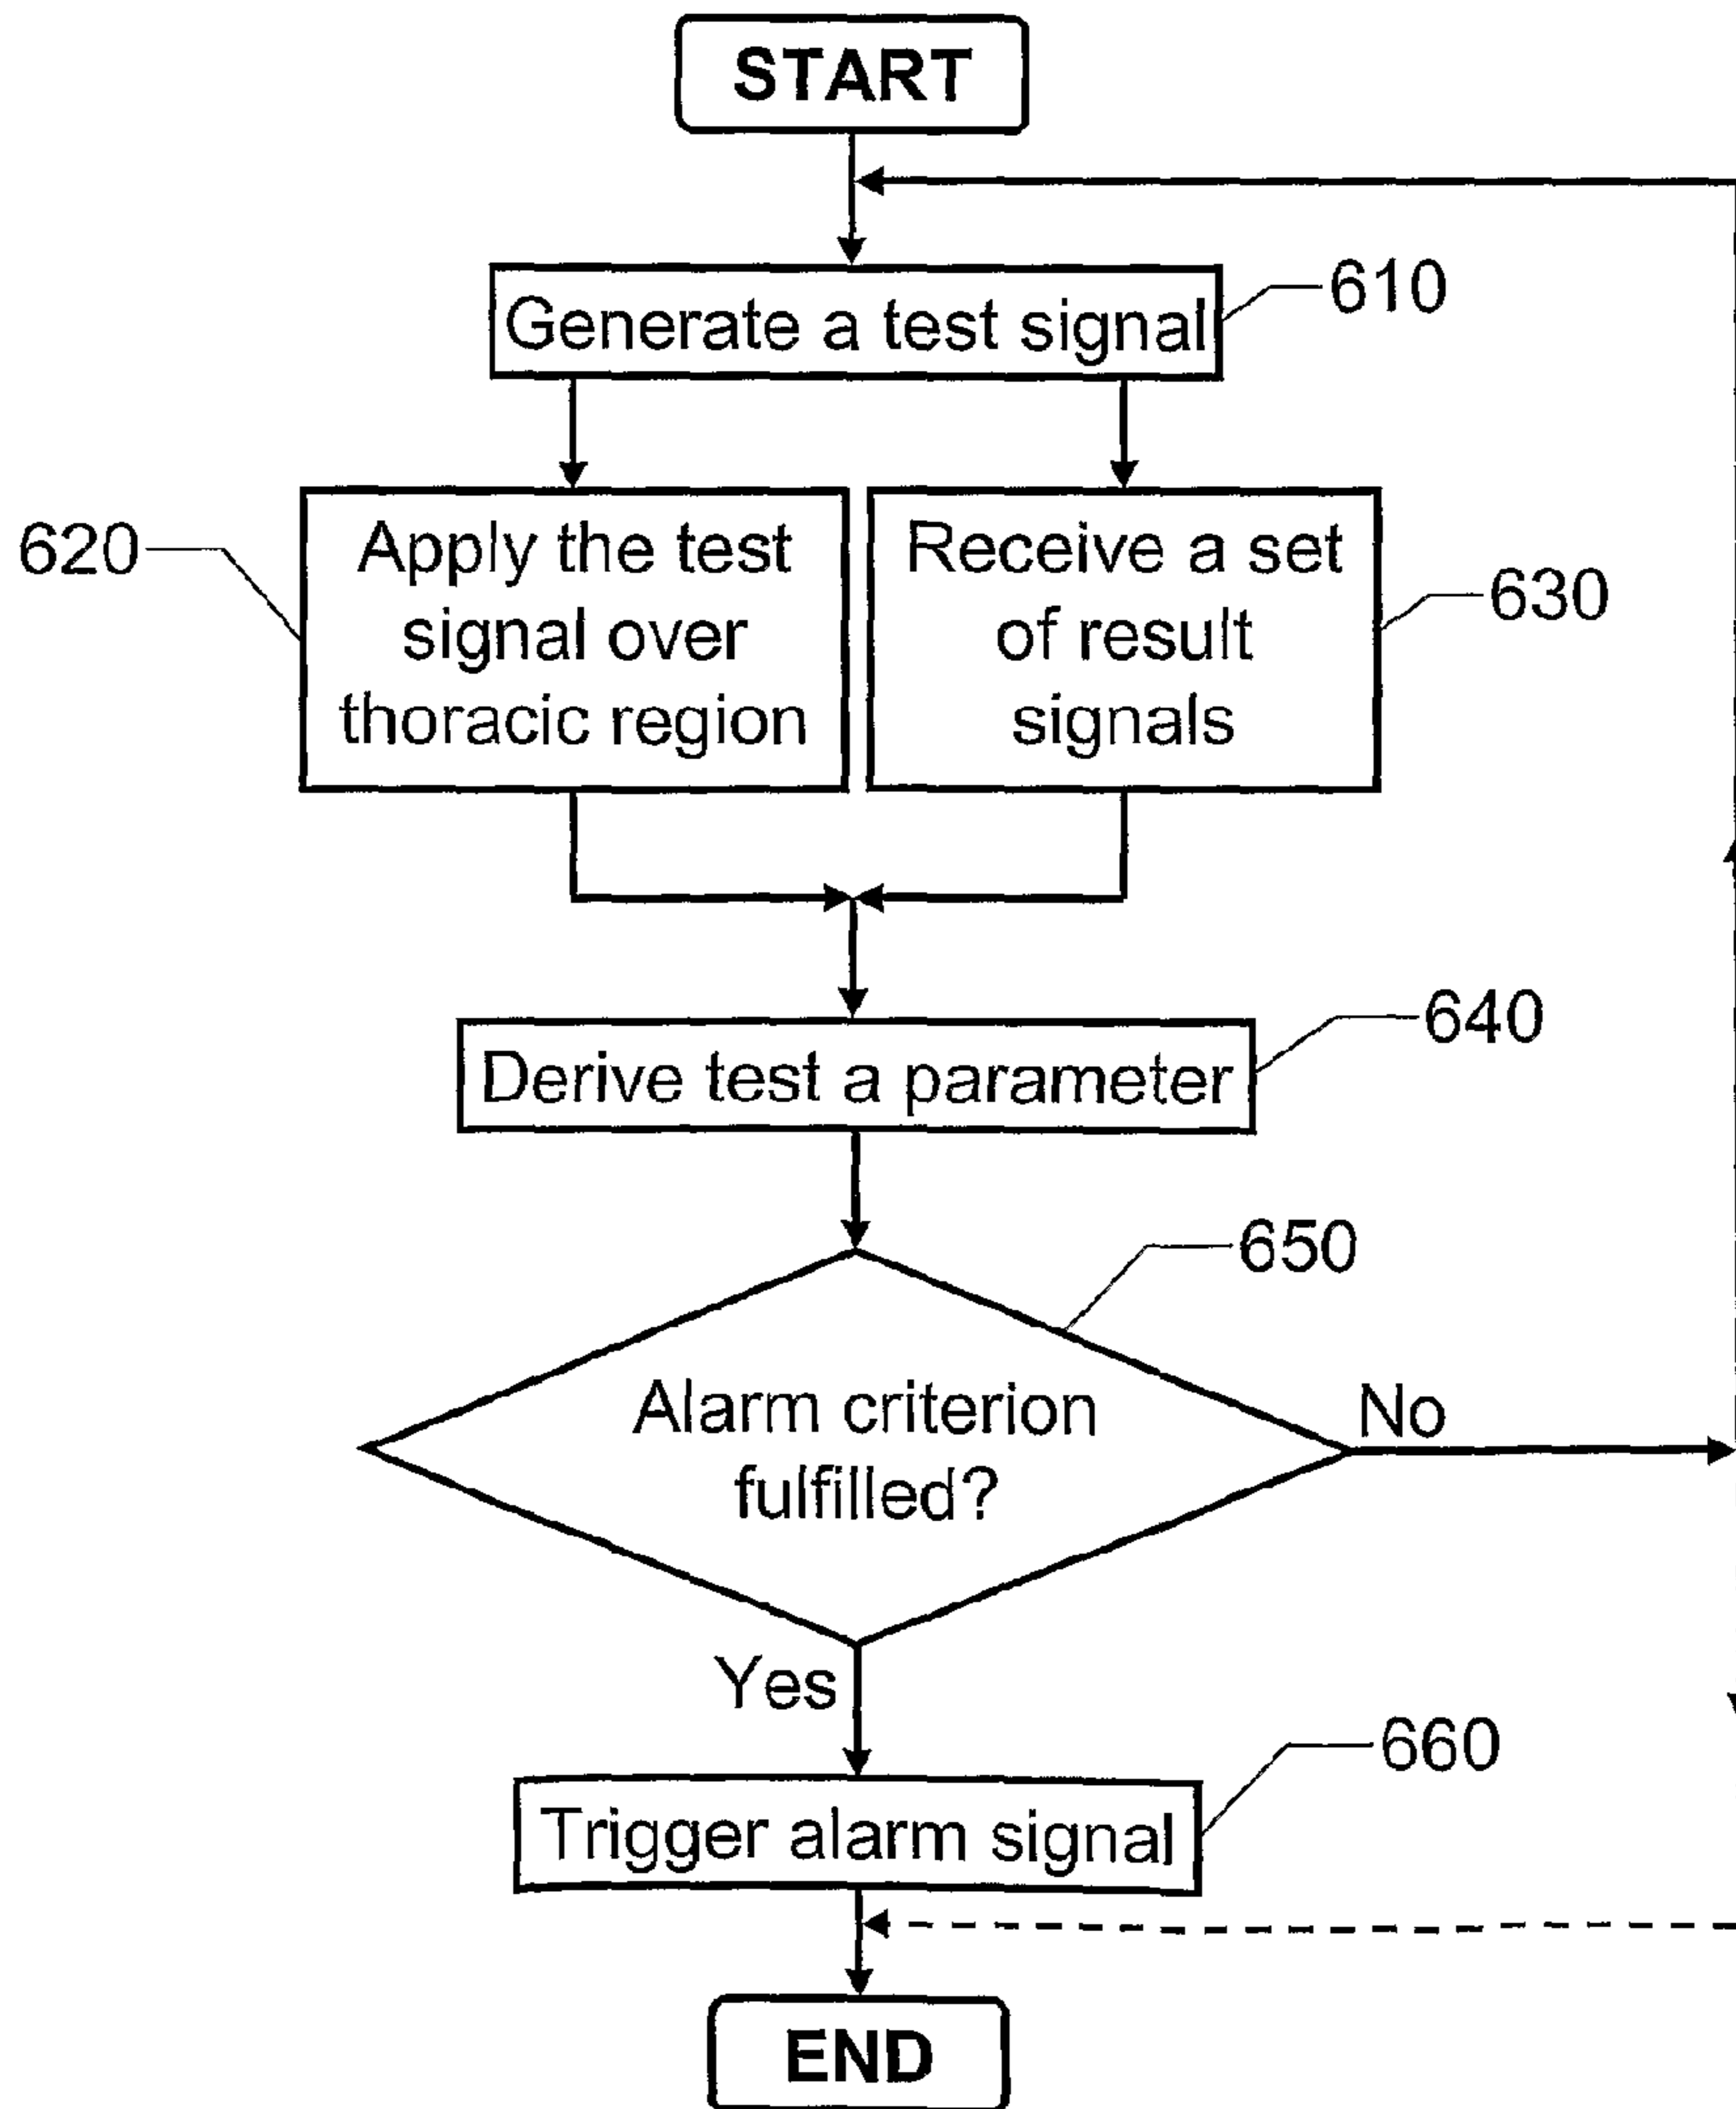 START
Generate a test signal
610
620
Apply the test
signal over
thoracic region
Receive a set
of result
signals
630
Derive test a parameter
640
650
Alarm criterion
fulfilled?
No
Yes
660
Trigger alarm signal
END